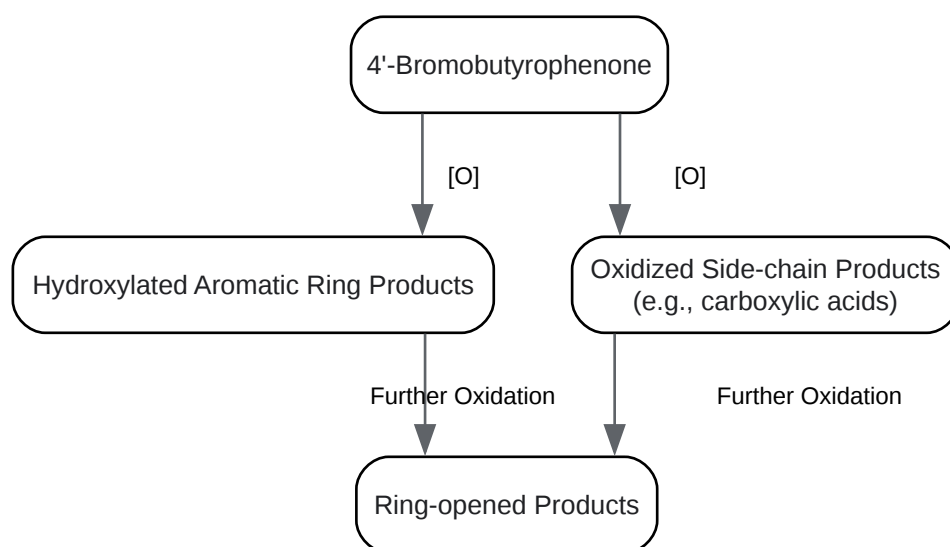 4'-Bromobutyrophenone
[O]
[O]
Hydroxylated Aromatic Ring Products
Oxidized Side-chain Products
(e.g., carboxylic acids)
Further Oxidation
Further Oxidation
Ring-opened Products